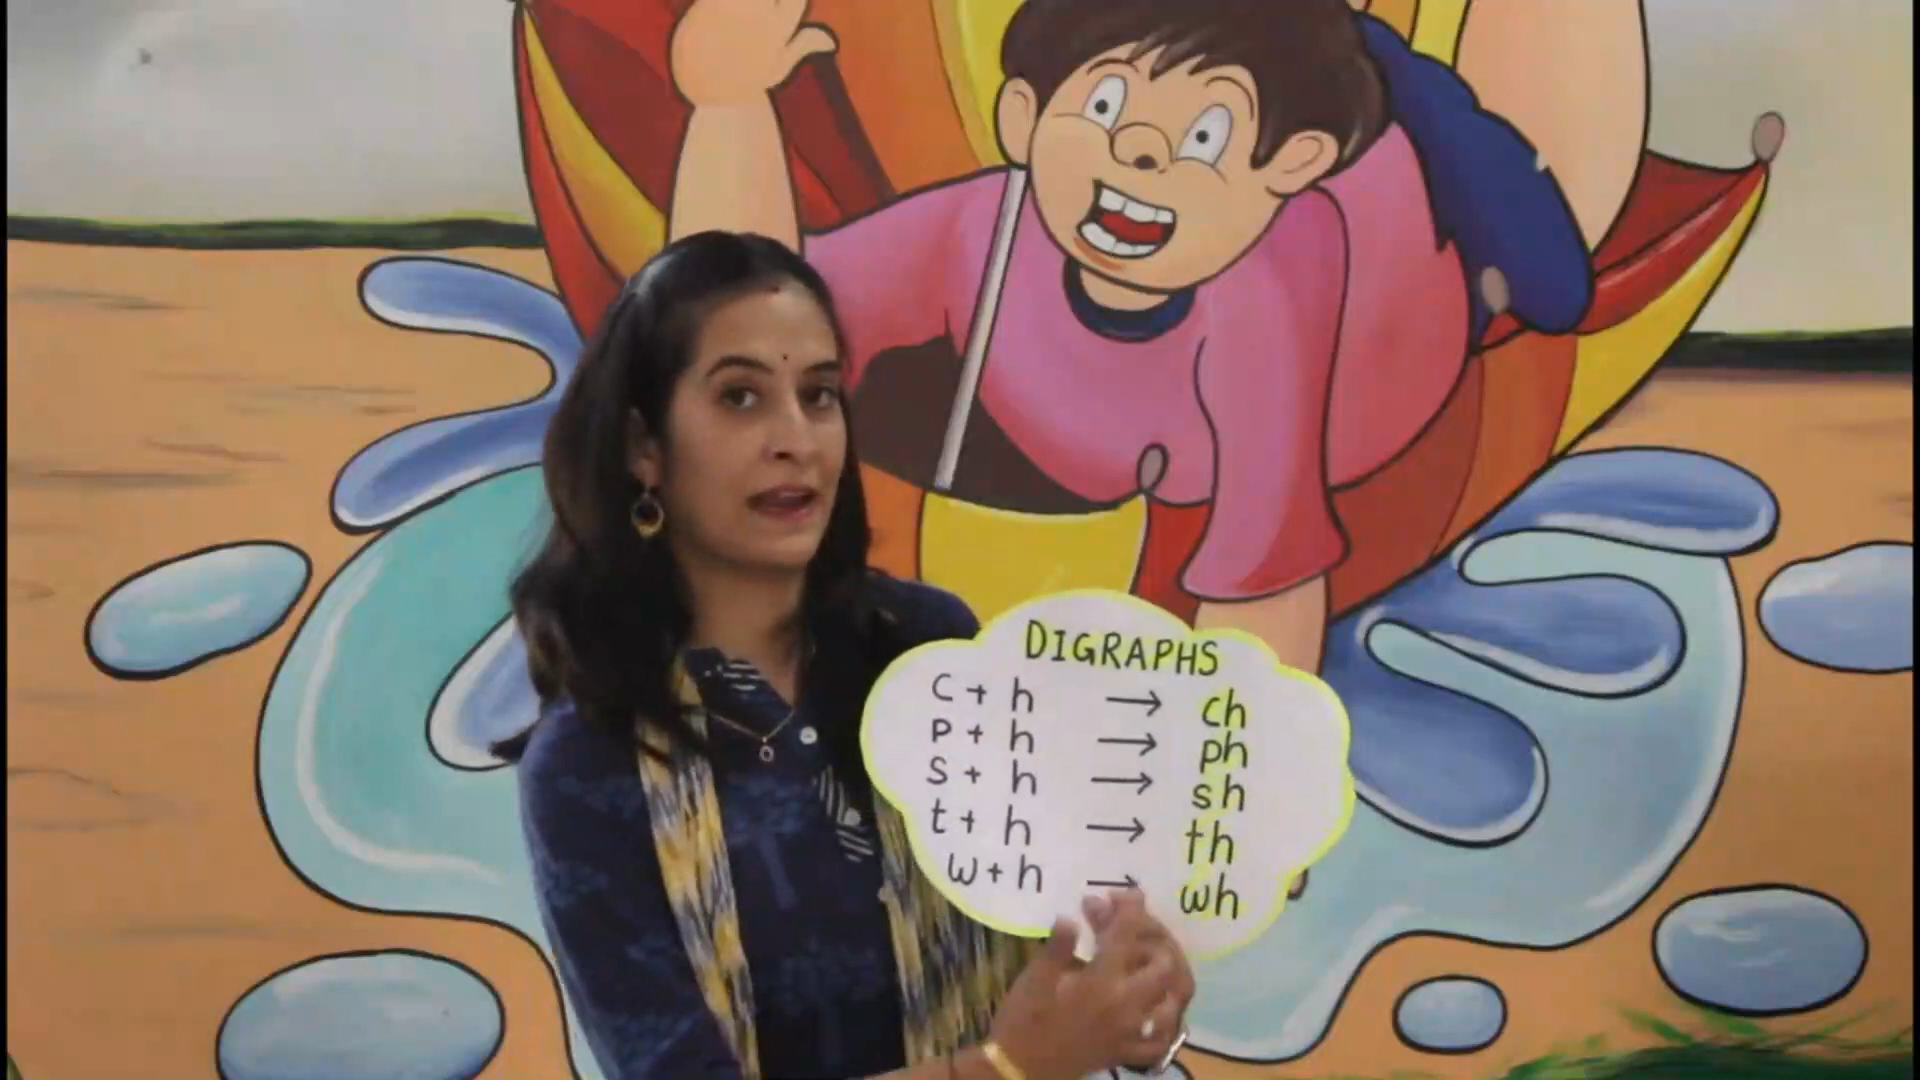 DIGRAPHS
C + h → ch
P + h → ph
S + h → sh
t + h → th
w + h → wh